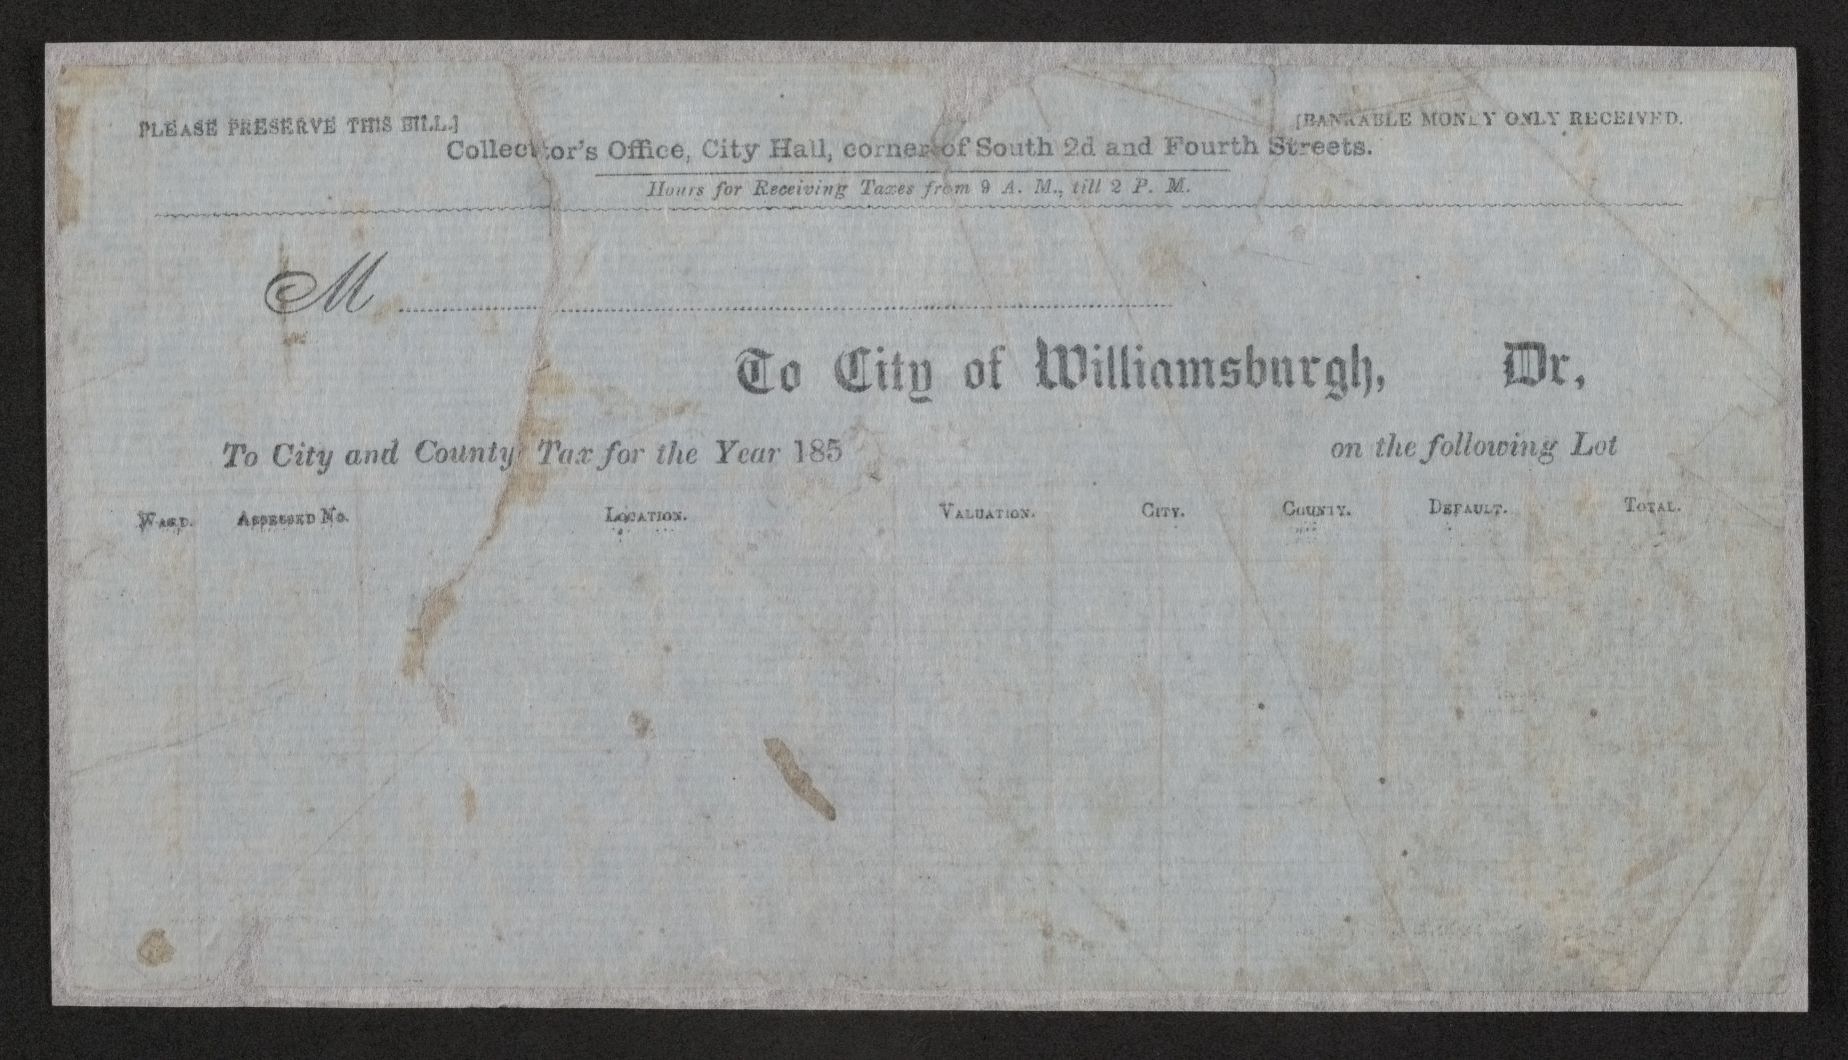 PLEASE PRESERVE THIS BILL.] [BANKABLE MONEY ONLY RECEIVED.
Collector's Office, City Hall, corner of South 2d and Fourth Streets.
Hours for Receiving Taxes from 9 A. M., till 2 P. M.
M
To City of Williamsburgh, Dr,
To City and County Tax for the Year 185 on the following Lot
WARD. ASSESSED No. LOCATION. VALUATION. CITY. COUNTY. DEFAULT. TOTAL.